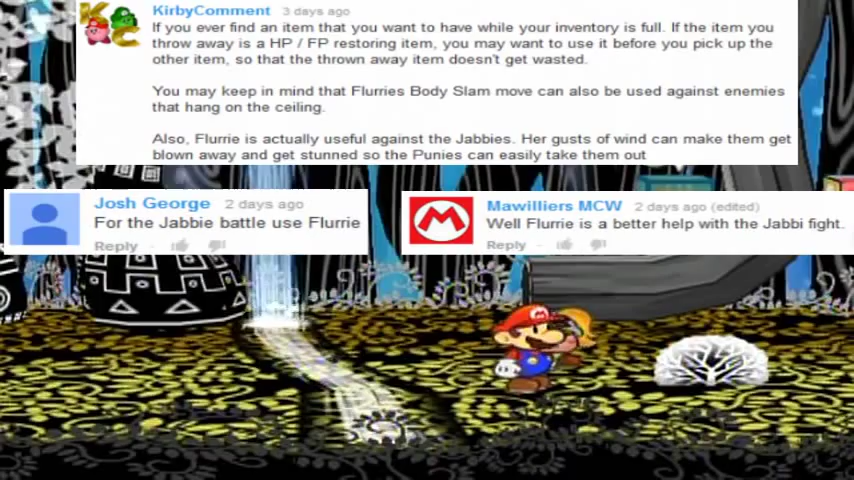 KirbyComment 3 days ago
If you ever find an item that you want to have while your inventory is full. If the item you
throw away is a HP / FP restoring item, you may want to use it before you pick up the
other item, so that the thrown away item doesn't get wasted.
You may keep in mind that Flurries Body Slam move can also be used against enemies
that hang on the ceiling.
Also, Flurrie is actually useful against the Jabbies. Her gusts of wind can make them get
blown away and get stunned so the Punies can easily take them out
Josh George 2 days ago
For the Jabbie battle use Flurrie
Reply
Mawilliers MCW 2 days ago (edited)
Well Flurrie is a better help with the Jabbi fight.
Reply